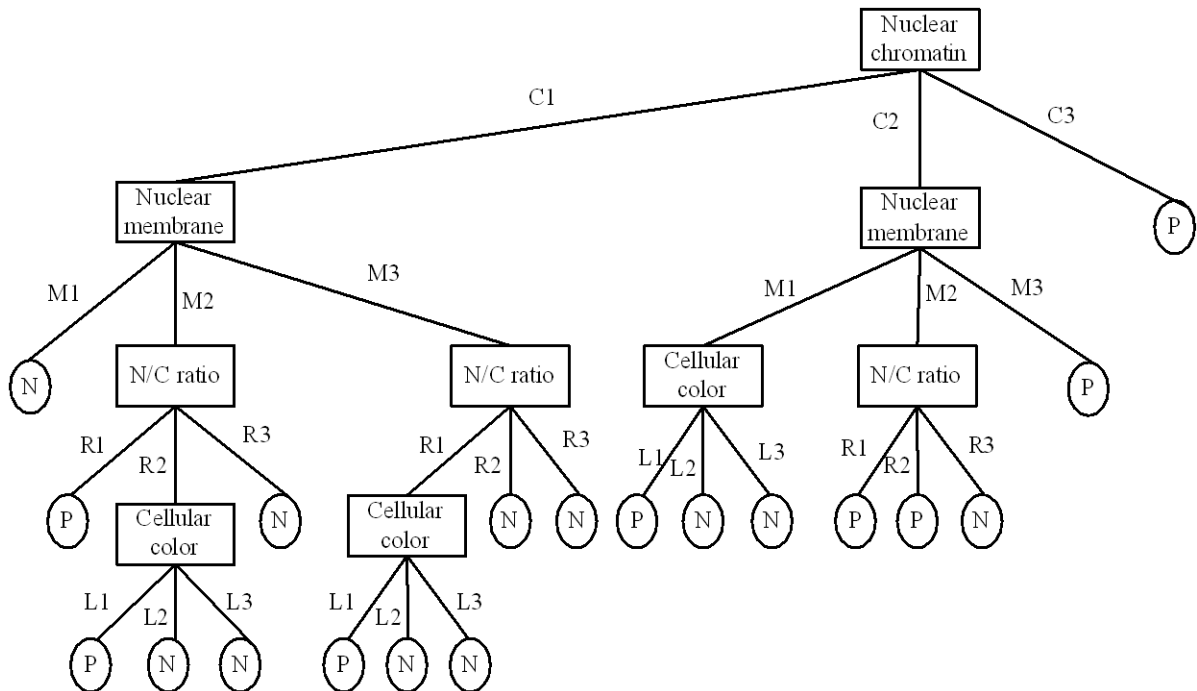 Nuclear
chromatin
C1
C2
C3
Nuclear
membrane
Nuclear
membrane
P
M1
M2
M3
M1
M2
M3
N
N/C ratio
N/C ratio
Cellular
color
N/C ratio
P
R1
R2
R3
R1
R2
R3
L1
L2
L3
R1
R2
R3
P
Cellular
color
N
Cellular
color
N
N
P
N
N
P
P
N
L1
L2
L3
L1
L2
L3
P
N
N
P
N
N